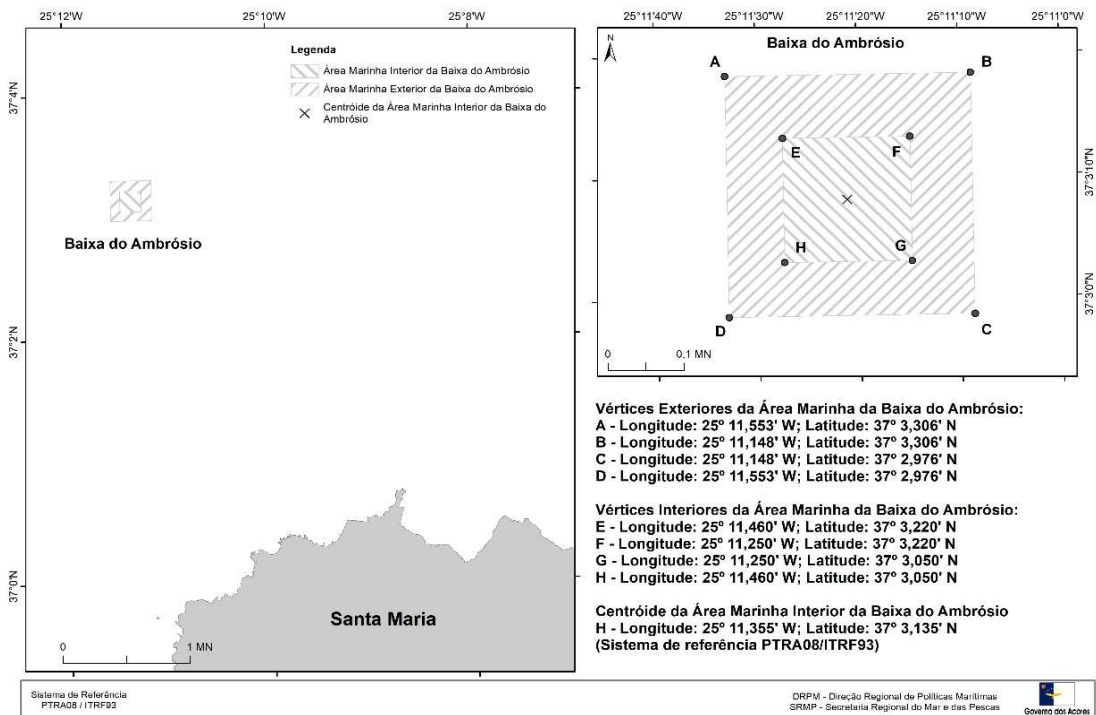 25°12'W
25°10'W
25°8'W
37°4'N
37°2'N
37°0'N
Legenda
Área Marinha Interior da Baixa do Ambrósio
Área Marinha Exterior da Baixa do Ambrósio
Centróide da Área Marinha Interior da Baixa do
Ambrósio
Baixa do Ambrósio
Santa Maria
0
1 MN
25°11'40"W
25°11'30"W
25°11'20"W
25°11'10"W
25°11'0"W
37°3'10"N
37°3'0"N
N
Baixa do Ambrósio
A
B
E
F
H
G
D
C
0
0,1 MN
Vértices Exteriores da Área Marinha da Baixa do Ambrósio:
A - Longitude: 25º 11,553' W; Latitude: 37º 3,306' N
B - Longitude: 25º 11,148' W; Latitude: 37º 3,306' N
C - Longitude: 25º 11,148' W; Latitude: 37º 2,976' N
D - Longitude: 25º 11,553' W; Latitude: 37º 2,976' N
Vértices Interiores da Área Marinha da Baixa do Ambrósio:
E - Longitude: 25º 11,460' W; Latitude: 37º 3,220' N
F - Longitude: 25º 11,250' W; Latitude: 37º 3,220' N
G - Longitude: 25º 11,250' W; Latitude: 37º 3,050' N
H - Longitude: 25º 11,460' W; Latitude: 37º 3,050' N
Centróide da Área Marinha Interior da Baixa do Ambrósio
H - Longitude: 25º 11,355' W; Latitude: 37º 3,135' N
(Sistema de referência PTRA08/ITRF93)
Sistema de Referência
PTRA08 / ITRF93
DRPM - Direção Regional de Políticas Marítimas
SRMP - Secretaria Regional do Mar e das Pescas
Governo dos Açores